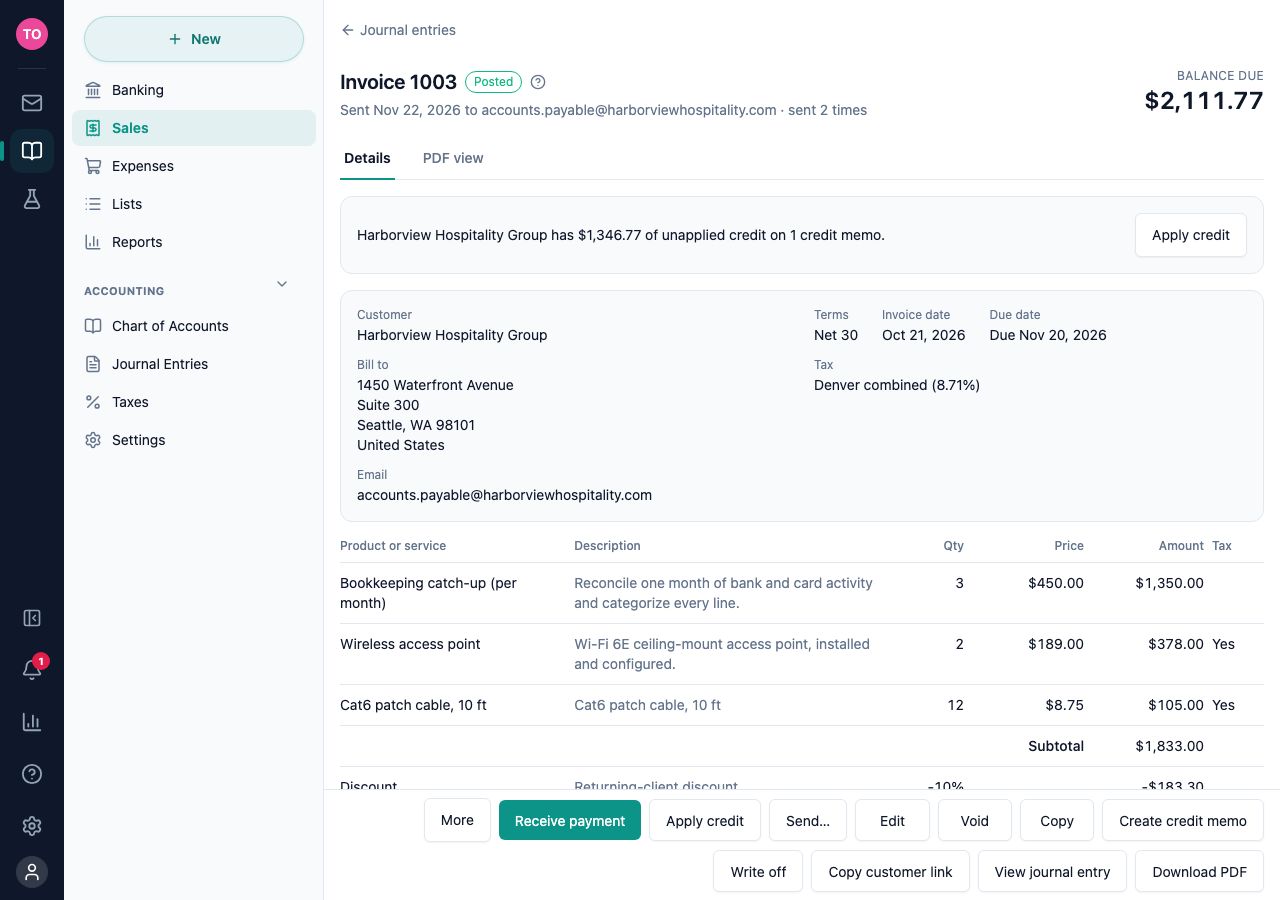 TO
New
Banking
Sales
Expenses
Lists
Reports
ACCOUNTING
Chart of Accounts
Journal Entries
Taxes
Settings
1
Journal entries
Invoice 1003 Posted
Sent Nov 22, 2026 to accounts.payable@harborviewhospitality.com · sent 2 times
BALANCE DUE
$2,111.77
Details PDF view
Harborview Hospitality Group has $1,346.77 of unapplied credit on 1 credit memo.
Apply credit
Customer
Harborview Hospitality Group
Bill to
1450 Waterfront Avenue
Suite 300
Seattle, WA 98101
United States
Email
accounts.payable@harborviewhospitality.com
Terms Invoice date Due date
Net 30 Oct 21, 2026 Due Nov 20, 2026
Tax
Denver combined (8.71%)
Product or service Description Qty Price Amount Tax
Bookkeeping catch-up (per Reconcile one month of bank and card activity 3 $450.00 $1,350.00
month) and categorize every line.
Wireless access point Wi-Fi 6E ceiling-mount access point, installed 2 $189.00 $378.00 Yes
and configured.
Cat6 patch cable, 10 ft Cat6 patch cable, 10 ft 12 $8.75 $105.00 Yes
Subtotal $1,833.00
Discount Returning-client discount -10% -$183.30
More Receive payment Apply credit Send... Edit Void Copy Create credit memo
Write off Copy customer link View journal entry Download PDF